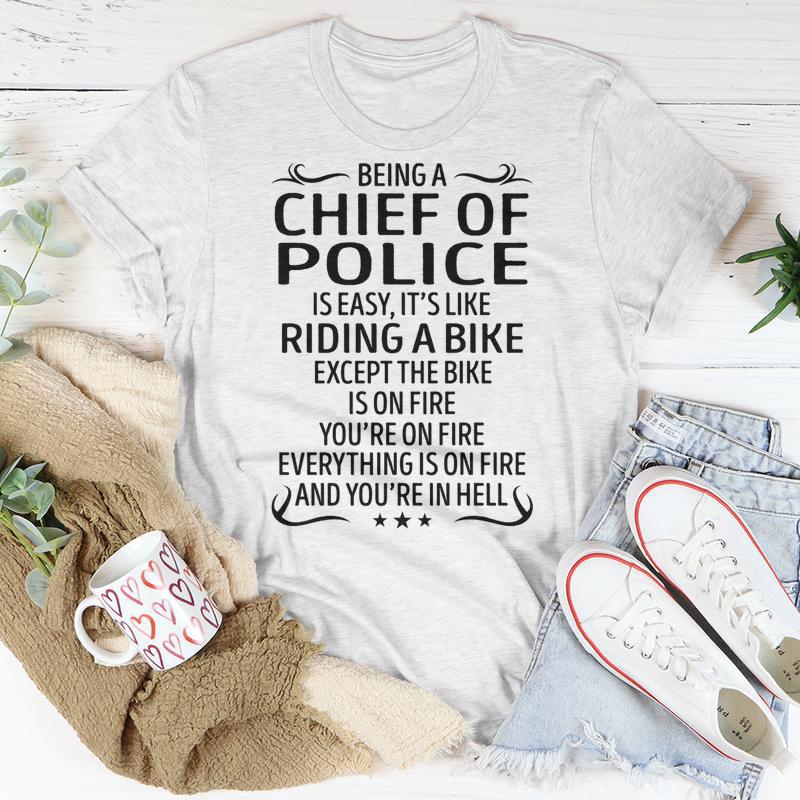 BEING A
CHIEF OF
POLICE
IS EASY, IT'S LIKE
RIDING A BIKE
EXCEPT THE BIKE
IS ON FIRE
YOU'RE ON FIRE
EVERYTHING IS ON FIRE
AND YOU'RE IN HELL